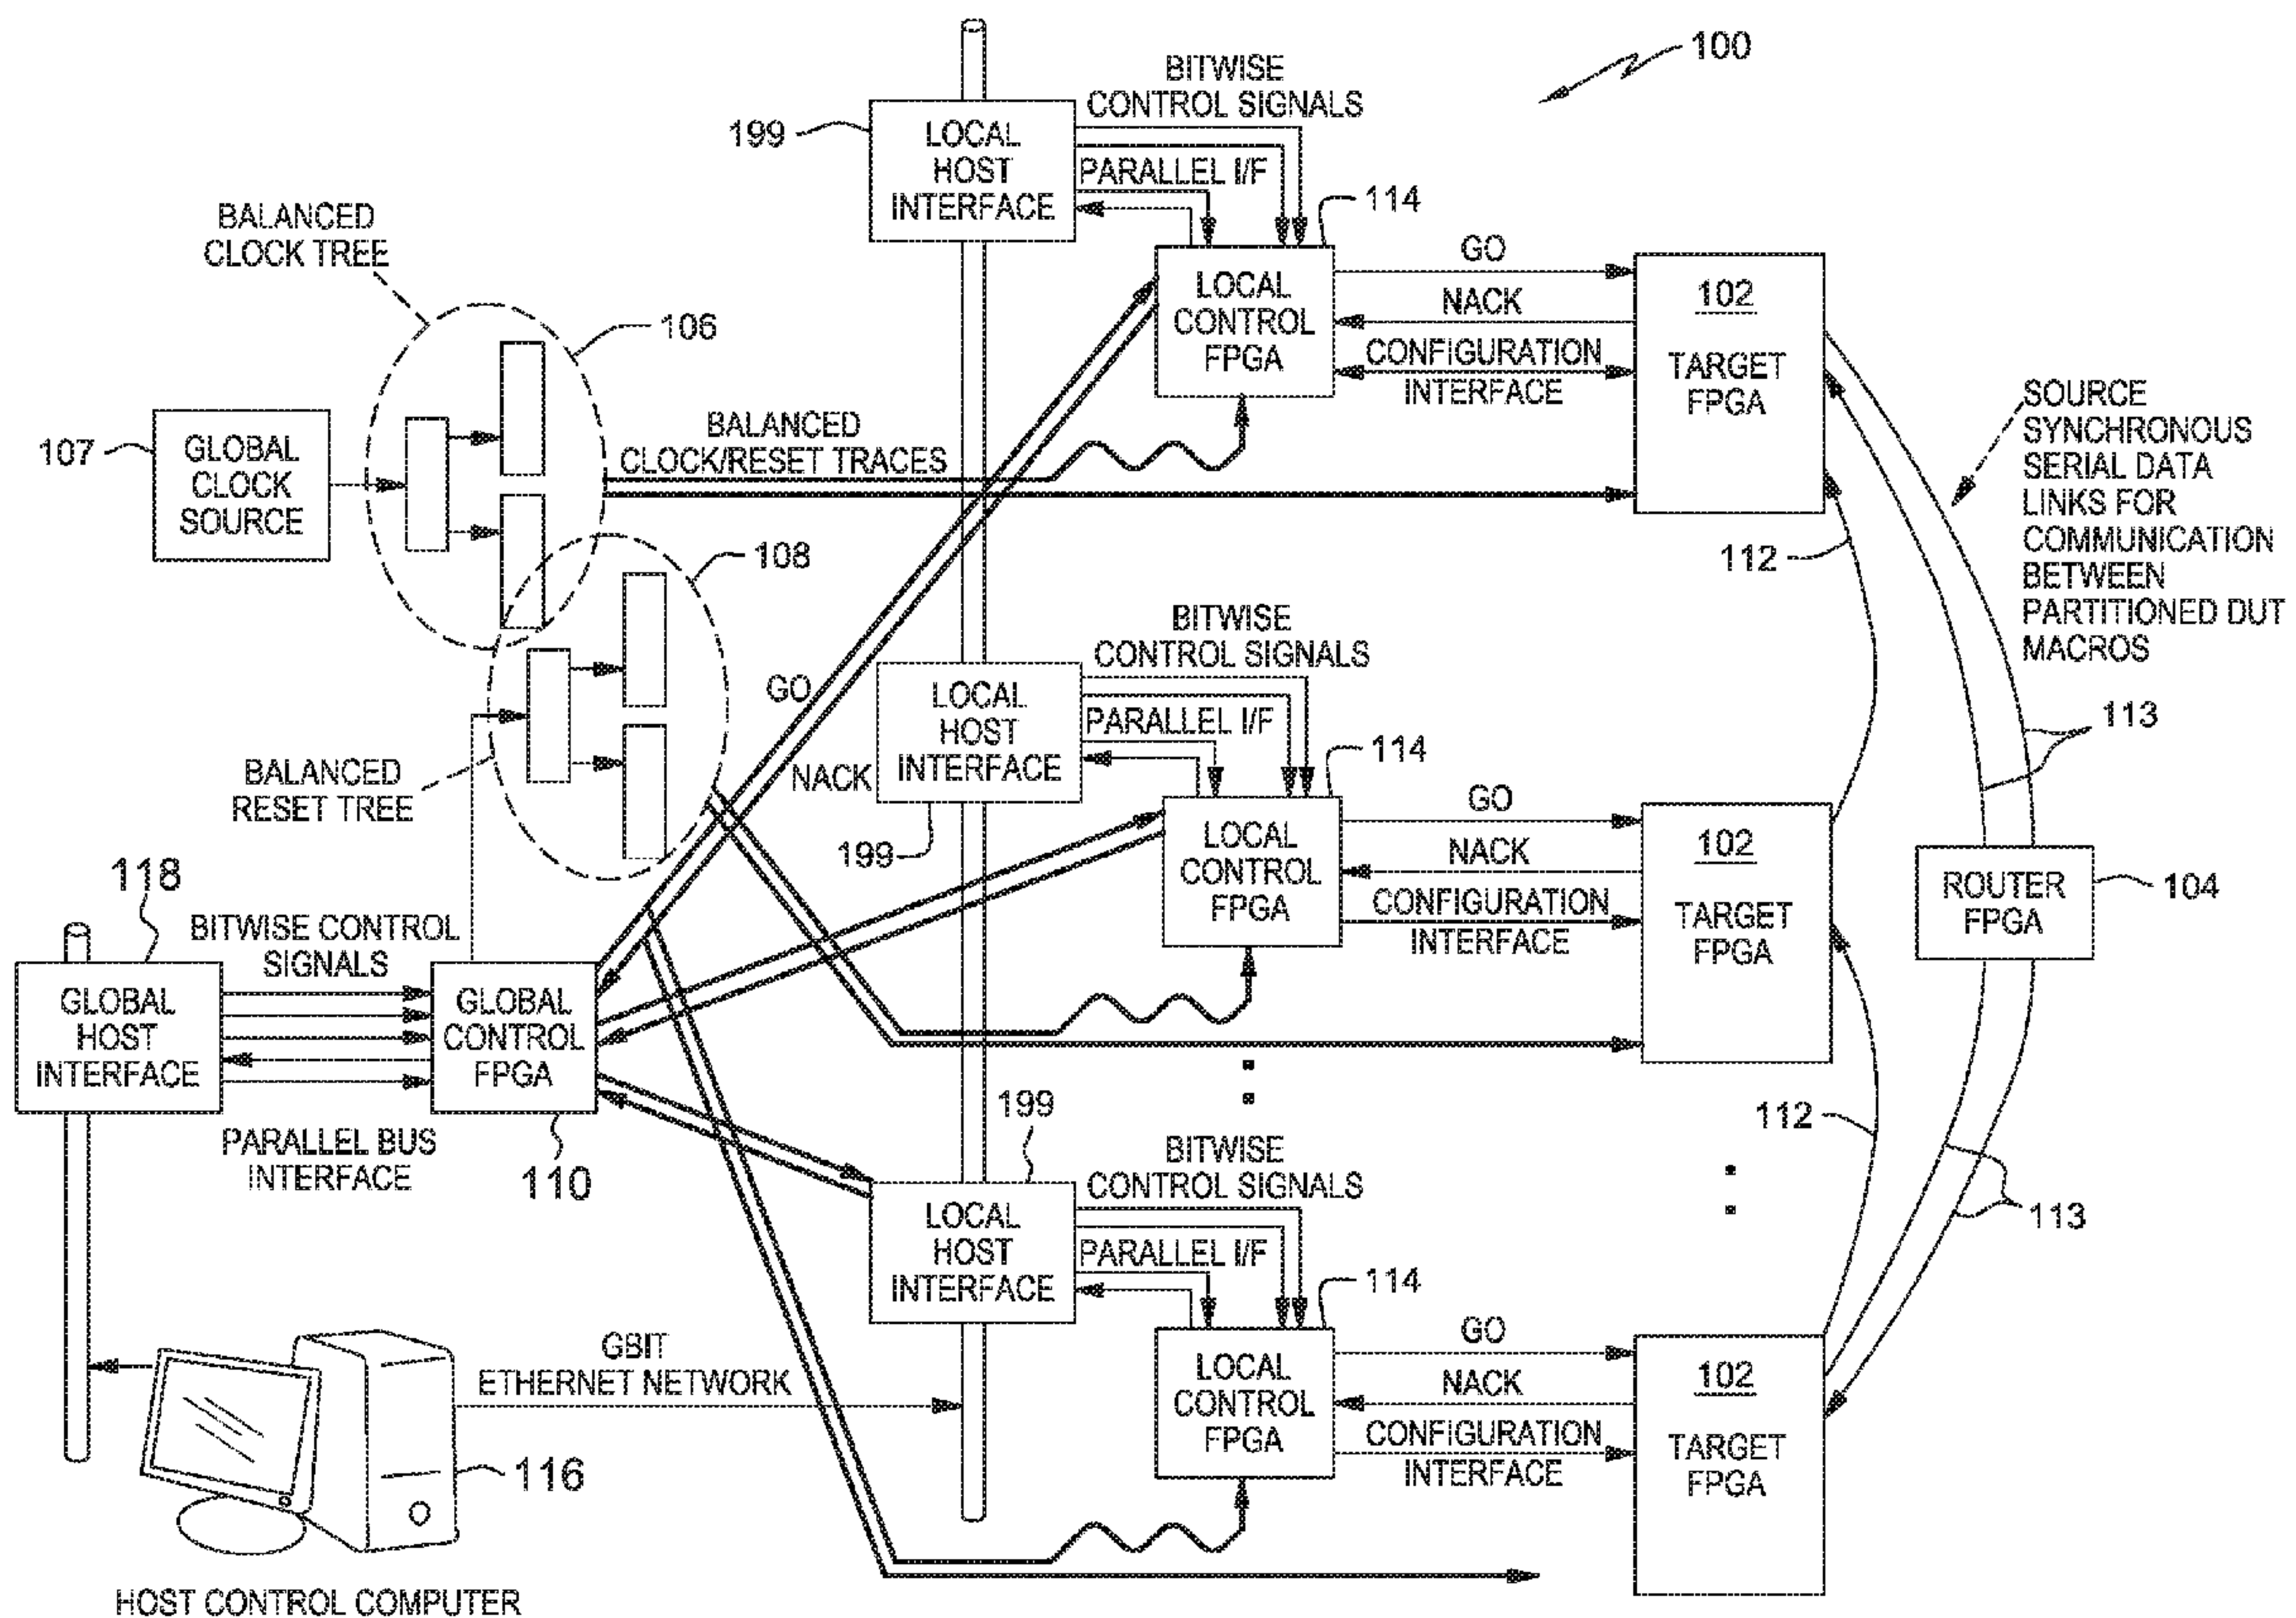 100
BITWISE
CONTROL SIGNALS
199
LOCAL
HOST
INTERFACE
PARALLEL I/F
114
BALANCED
CLOCK TREE
106
LOCAL
CONTROL
FPGA
GO
NACK
CONFIGURATION
INTERFACE
102
TARGET
FPGA
SOURCE
SYNCHRONOUS
SERIAL DATA
LINKS FOR
COMMUNICATION
BETWEEN
PARTITIONED DUT
MACROS
107
GLOBAL
CLOCK
SOURCE
BALANCED
CLOCK/RESET TRACES
108
112
BITWISE
CONTROL SIGNALS
GO
LOCAL
HOST
INTERFACE
PARALLEL I/F
113
114
BALANCED
RESET TREE
NACK
199
LOCAL
CONTROL
FPGA
GO
NACK
CONFIGURATION
INTERFACE
102
TARGET
FPGA
ROUTER
FPGA
104
118
BITWISE CONTROL
SIGNALS
GLOBAL
HOST
INTERFACE
GLOBAL
CONTROL
FPGA
PARALLEL BUS
INTERFACE
110
199
BITWISE
CONTROL SIGNALS
112
113
LOCAL
HOST
INTERFACE
PARALLEL I/F
114
GBIT
ETHERNET NETWORK
LOCAL
CONTROL
FPGA
GO
NACK
CONFIGURATION
INTERFACE
102
TARGET
FPGA
116
HOST CONTROL COMPUTER